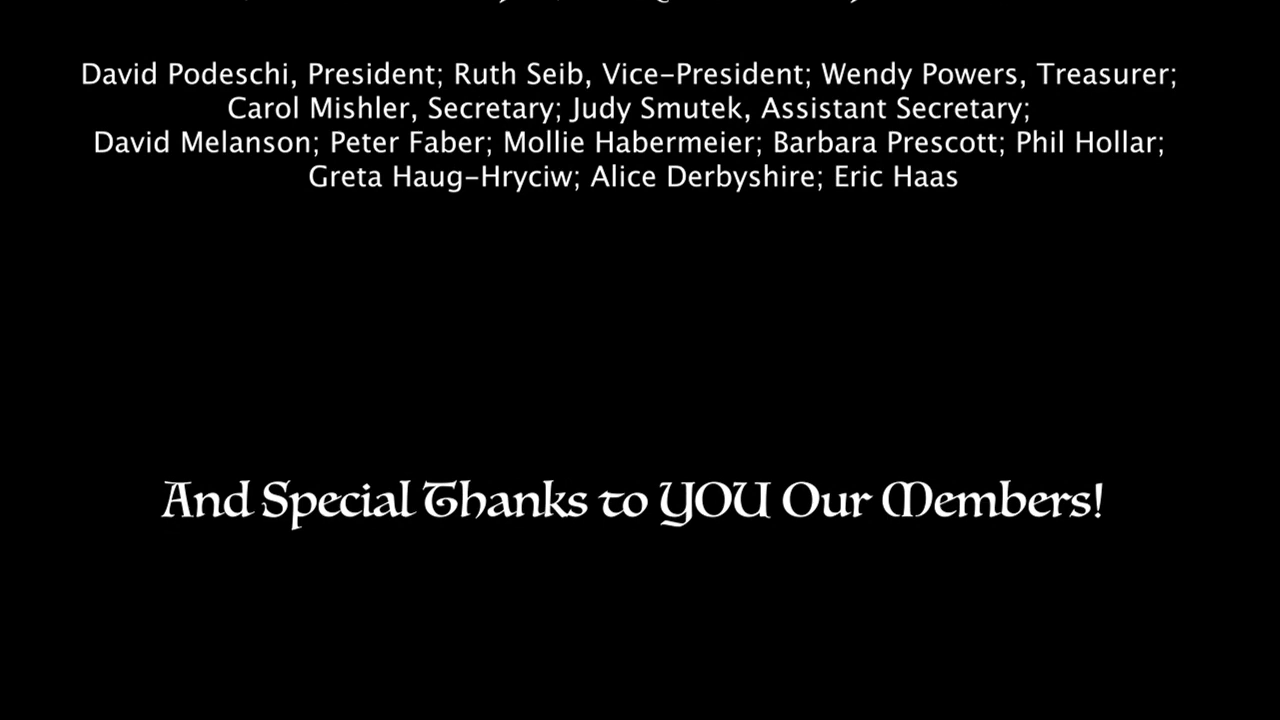 David Podeschi, President; Ruth Seib, Vice-President; Wendy Powers, Treasurer;
Carol Mishler, Secretary; Judy Smutek, Assistant Secretary;
David Melanson; Peter Faber; Mollie Habermeier; Barbara Prescott; Phil Hollar;
Greta Haug-Hryciw; Alice Derbyshire; Eric Haas
And Special Thanks to YOU Our Members!